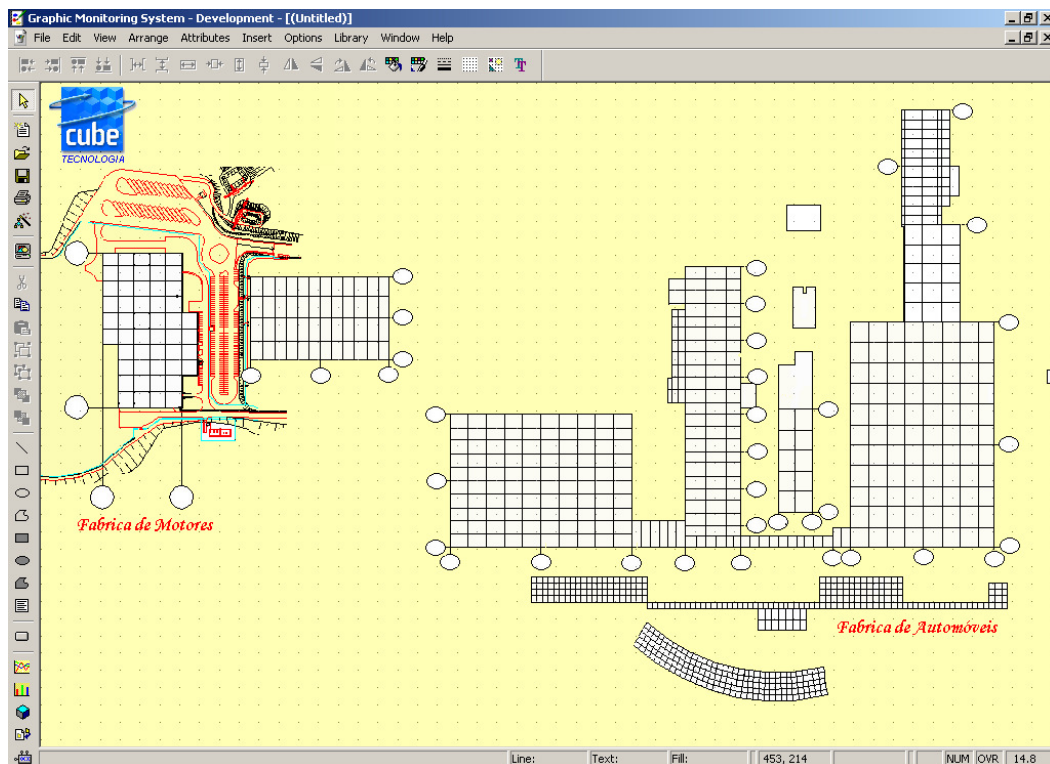 Graphic Monitoring System - Development - [(Untitled)]
File Edit View Arrange Attributes Insert Options Library Window Help
cube
TECNOLOGIA
Fabrica de Motores
Fabrica de Automóveis
Line: Text: Fill: 453, 214 NUM OVR 14.8